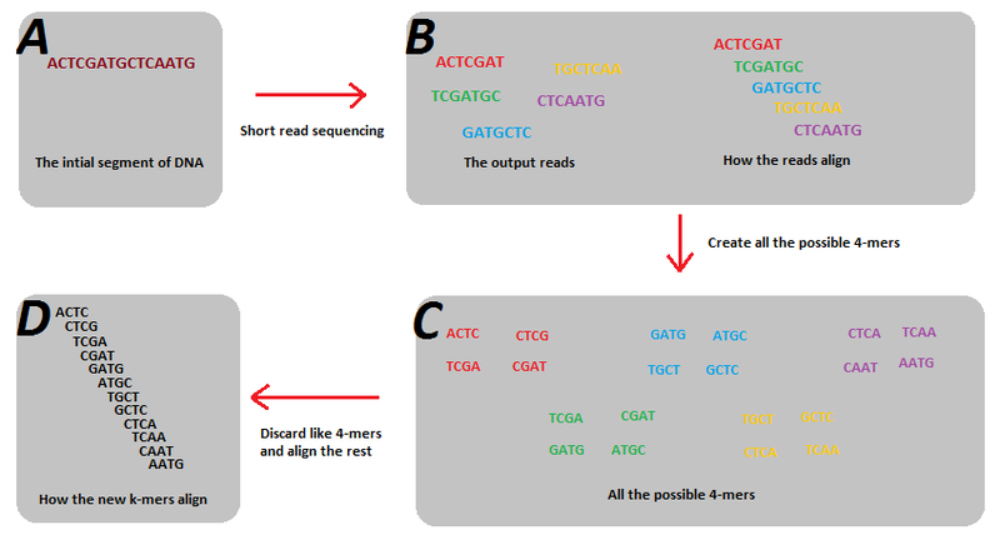 A
ACTCGATGCTCAATG
The intial segment of DNA
Short read sequencing
B
ACTCGAT
TGCTCAA
TCGATGC
CTCAATG
GATGCTC
The output reads
ACTCGAT
TCGATGC
GATGCTC
TGCTCAA
CTCAATG
How the reads align
Create all the possible 4-mers
C
ACTC CTCG
TCGA CGAT
GATG ATGC
TGCT GCTC
CTCA TCAA
CAAT AATG
TCGA CGAT
GATG ATGC
TGCT GCTC
CTCA TCAA
All the possible 4-mers
Discard like 4-mers
and align the rest
D
ACTC
CTCG
TCGA
CGAT
GATG
ATGC
TGCT
GCTC
CTCA
TCAA
CAAT
AATG
How the new k-mers align